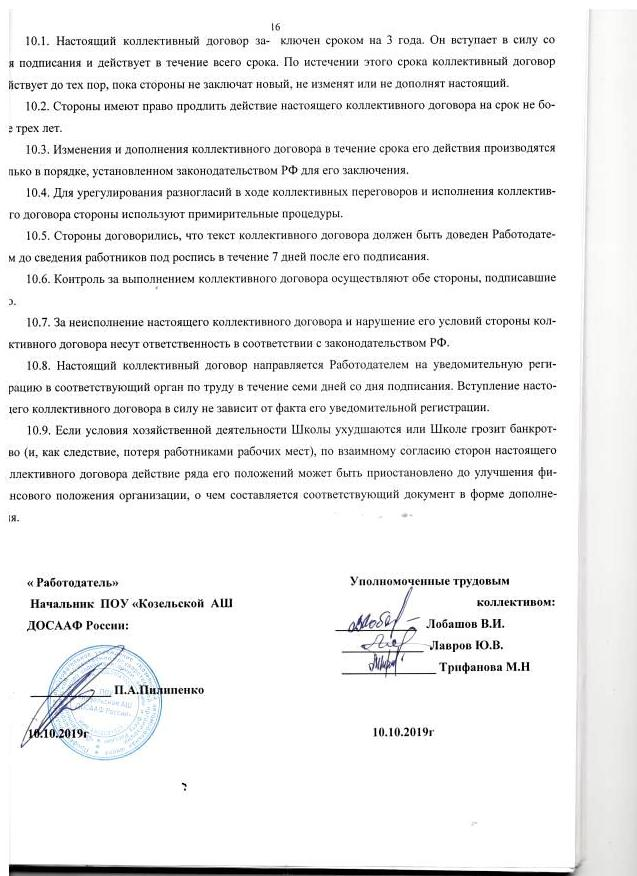 16
10.1. Настоящий коллективный договор за- ключен сроком на 3 года. Он вступает в силу со
я подписания и действует в течение всего срока. По истечении этого срока коллективный договор
йствует до тех пор, пока стороны не заключат новый, не изменят или не дополнят настоящий.
10.2. Стороны имеют право продлить действие настоящего коллективного договора на срок не бо-
е трех лет.
10.3. Изменения и дополнения коллективного договора в течение срока его действия производятся
лько в порядке, установленном законодательством РФ для его заключения.
10.4. Для урегулирования разногласий в ходе коллективных переговоров и исполнения коллектив-
го договора стороны используют примирительные процедуры.
10.5. Стороны договорились, что текст коллективного договора должен быть доведен Работодате-
м до сведения работников под роспись в течение 7 дней после его подписания.
10.6. Контроль за выполнением коллективного договора осуществляют обе стороны, подписавшие
о.
10.7. За неисполнение настоящего коллективного договора и нарушение его условий стороны кол-
ктивного договора несут ответственность в соответствии с законодательством РФ.
10.8. Настоящий коллективный договор направляется Работодателем на уведомительную реги-
рацию в соответствующий орган по труду в течение семи дней со дня подписания. Вступление насто-
щего коллективного договора в силу не зависит от факта его уведомительной регистрации.
10.9. Если условия хозяйственной деятельности Школы ухудшаются или Школе грозит банкрот-
во (и, как следствие, потеря работниками рабочих мест), по взаимному согласию сторон настоящего
ллективного договора действие ряда его положений может быть приостановлено до улучшения фи-
нсового положения организации, о чем составляется соответствующий документ в форме дополне-
я.
« Работодатель» Уполномоченные трудовым
Начальник ПОУ «Козельской АШ коллективом:
ДОСААФ России: Лобашов В.И.
Лавров Ю.В.
Трифанова М.Н
П.А.Пилипенко
ПОУ
АШ
ДОСААФ России
10.10.2019г 10.10.2019г